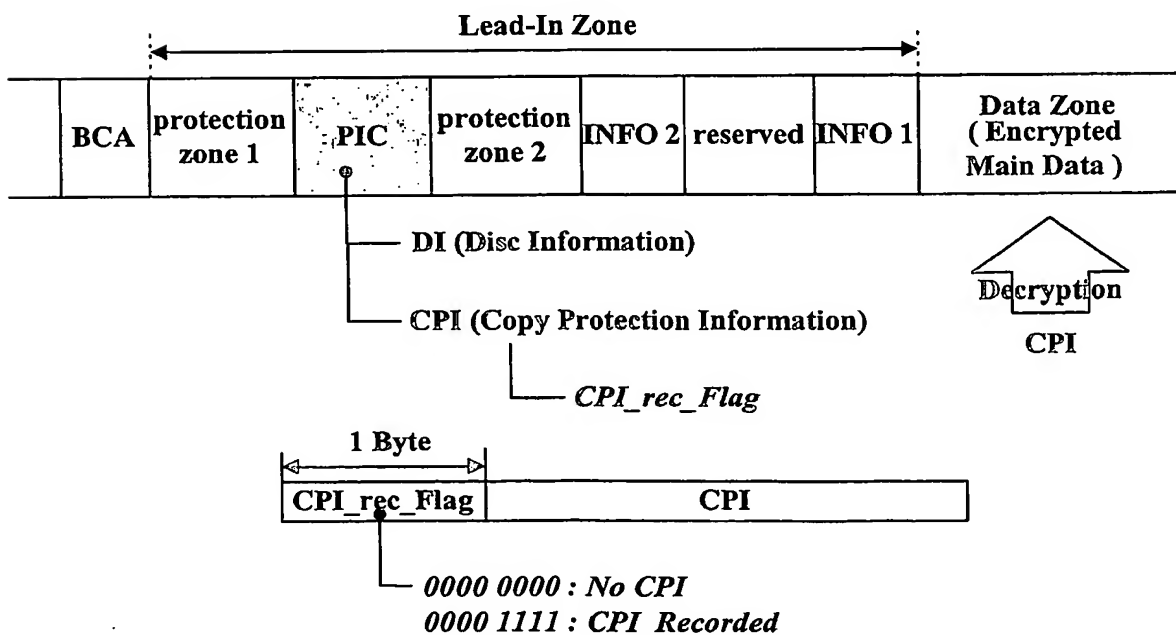 Lead-In Zone
BCA
protection
zone 1
PIC
protection
zone 2
INFO 2
reserved
INFO 1
Data Zone
( Encrypted
Main Data )
DI (Disc Information)
CPI (Copy Protection Information)
CPI_rec_Flag
Decryption
CPI
1 Byte
CPI_rec_Flag
CPI
0000 0000 : No CPI
0000 1111 : CPI Recorded